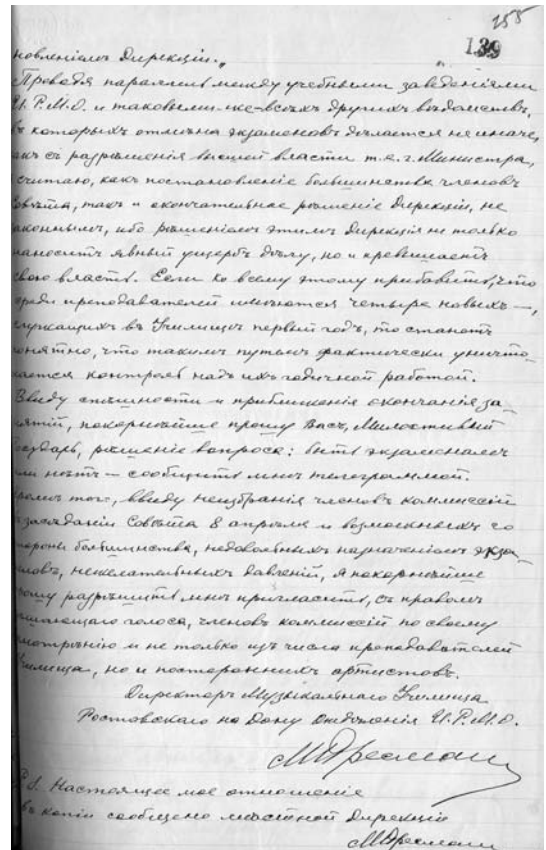 255
139
новленіемъ Дирекціи."
Проведя параллель между учебными заведеніями
И.Р.М.О. и таковыми-же всѣхъ другихъ вѣдомствъ,
въ которыхъ отмѣна экзаменовъ дѣлается не иначе,
какъ съ разрѣшенія высшей власти т.е. г. Министра,
считаю, какъ постановленіе большинства членовъ
Совѣта, такъ и окончательное рѣшеніе Дирекціи, не
законнымъ, ибо рѣшеніемъ этимъ Дирекція не только
наноситъ явный ущербъ дѣлу, но и превышаетъ
свою власть. Если ко всему этому прибавить, что
среди преподавателей имѣются четыре новыхъ —,
служащихъ въ Училищѣ первый годъ, то станетъ
понятно, что такимъ путемъ фактически уничто-
жается контроль надъ ихъ годичной работой.
Ввиду спѣшности и приближенія окончанія за-
нятій, покорнѣйше прошу Васъ, Милостивый
Государь, рѣшеніе вопроса: быть экзаменамъ
или нѣтъ — сообщить мнѣ телеграммой.
Кромѣ того, ввиду неизбранія членовъ коммиссій
въ засѣданіи Совѣта 8 апрѣля и возможныхъ со
стороны большинства, недовольныхъ назначеніемъ экза-
меновъ, нежелательныхъ давленій, я покорнѣйше
прошу разрѣшить мнѣ пригласить, съ правомъ
рѣшающаго голоса, членовъ коммиссій по своему
усмотрѣнію и не только изъ числа преподавателей
Училища, но и постороннихъ артистовъ.
Директоръ Музыкальнаго Училища
Ростовскаго на Дону Отдѣленія И.Р.М.О.
МПресман
P.S. Настоящее мое отношеніе
въ копіи сообщено мѣстной Дирекціи
МПресман